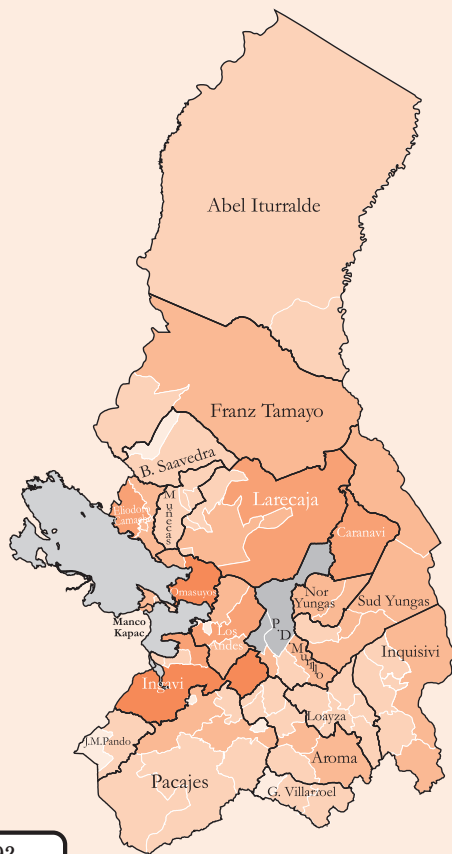 Abel Iturralde
Franz Tamayo
B. Saavedra
Larecaja
Muñecas
Eliodoro
Camacho
Caranavi
Omasuyos
Nor
Yungas
Sud Yungas
Manco
Kapac
Los
Andes
P.D
Murillo
Inquisivi
Ingavi
Loayza
J.M.Pando
Aroma
Pacajes
G. Villarroel